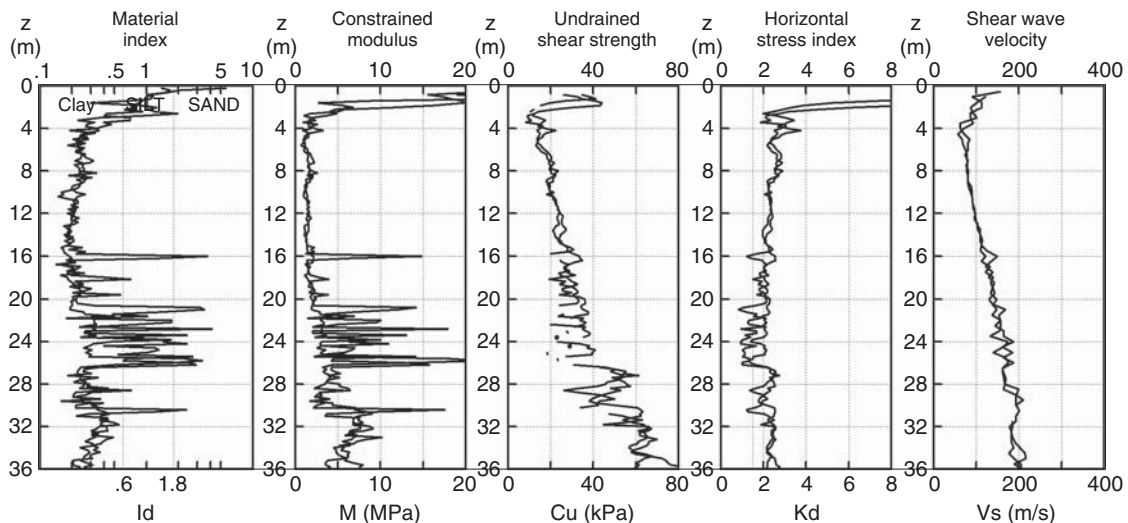 z Material z Constrained z Undrained z Horizontal z Shear wave
(m) index (m) modulus (m) shear strength (m) stress index (m) velocity
.1 .5 1 5 10 0 10 20 0 40 80 0 2 4 6 8 0 200 400
0 Clay SILT SAND 0 0 0 0
4 4 4 4 4
8 8 8 8 8
12 12 12 12 12
16 16 16 16 16
20 20 20 20 20
24 24 24 24 24
28 28 28 28 28
32 32 32 32 32
36 36 36 36 36
.6 1.8 0 5 10 15 20 0 20 40 60 80 0 2 4 6 8 0 200 400
Id M (MPa) Cu (kPa) Kd Vs (m/s)